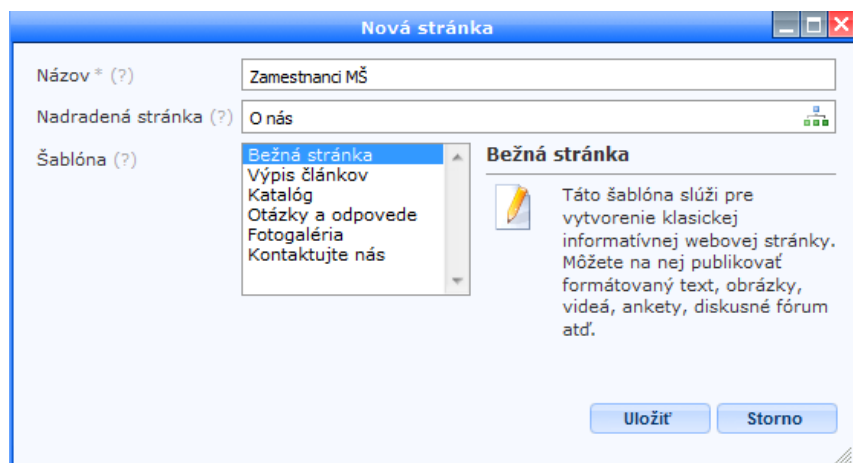 Nová stránka
Názov * (?)
Zamestnanci MŠ
Nadradená stránka (?)
O nás
Šablóna (?)
Bežná stránka
Výpis článkov
Katalóg
Otázky a odpovede
Fotogaléria
Kontaktujte nás
Bežná stránka
Táto šablóna slúži pre
vytvorenie klasickej
informatívnej webovej stránky.
Môžete na nej publikovať
formátovaný text, obrázky,
videá, ankety, diskusné fórum
atď.
Uložiť
Storno